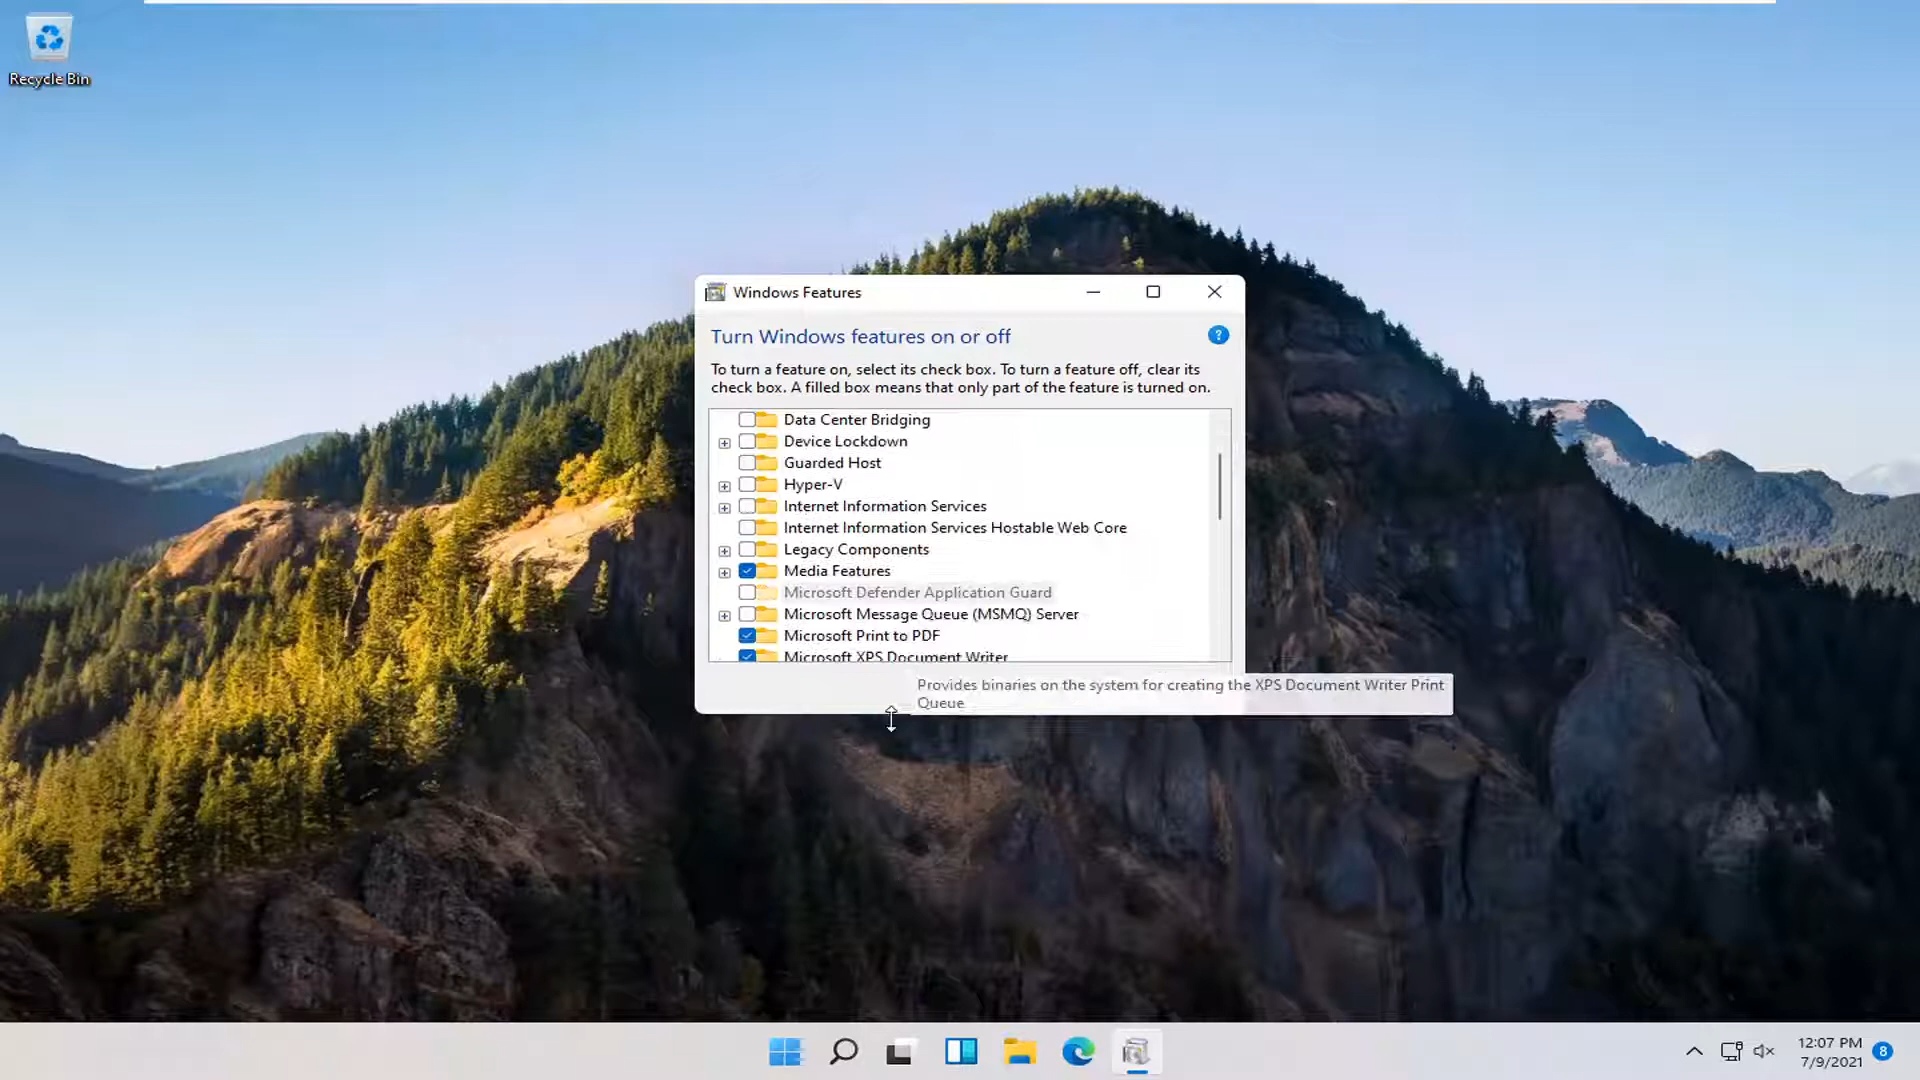 Recycle Bin
Windows Features
Turn Windows features on or off
?
To turn a feature on, select its check box. To turn a feature off, clear its
check box. A filled box means that only part of the feature is turned on.
Data Center Bridging
Device Lockdown
Guarded Host
Hyper-V
Internet Information Services
Internet Information Services Hostable Web Core
Legacy Components
Media Features
Microsoft Defender Application Guard
Microsoft Message Queue (MSMQ) Server
Microsoft Print to PDF
Microsoft XPS Document Writer
Provides binaries on the system for creating the XPS Document Writer Print
Queue
12:07 PM
7/9/2021
8